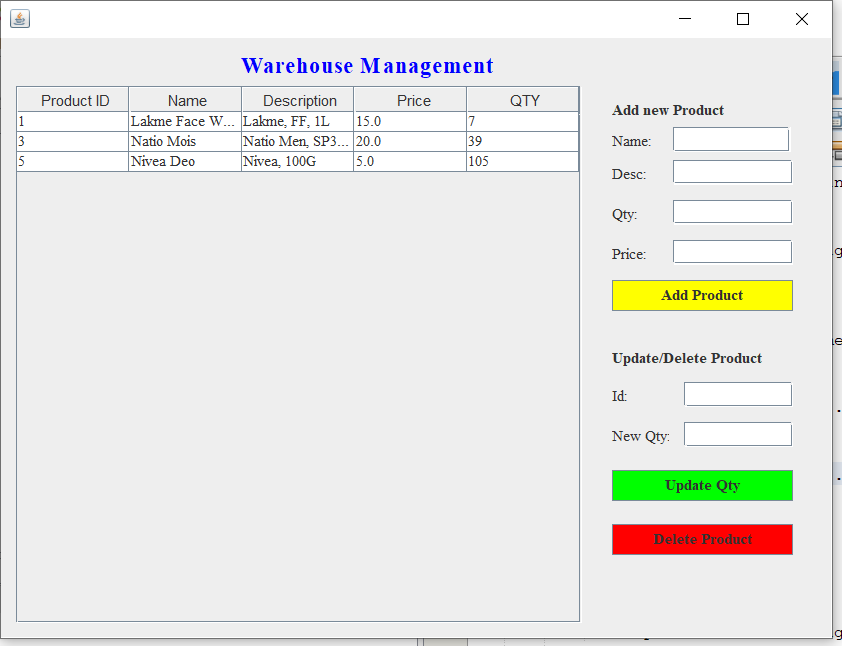 Warehouse Management
Product ID Name Description Price QTY
1 Lakme Face W... Lakme, FF, 1L 15.0 7
3 Natio Mois Natio Men, SP3... 20.0 39
5 Nivea Deo Nivea, 100G 5.0 105
Add new Product
Name:
Desc:
Qty:
Price:
Add Product
Update/Delete Product
Id:
New Qty:
Update Qty
Delete Product